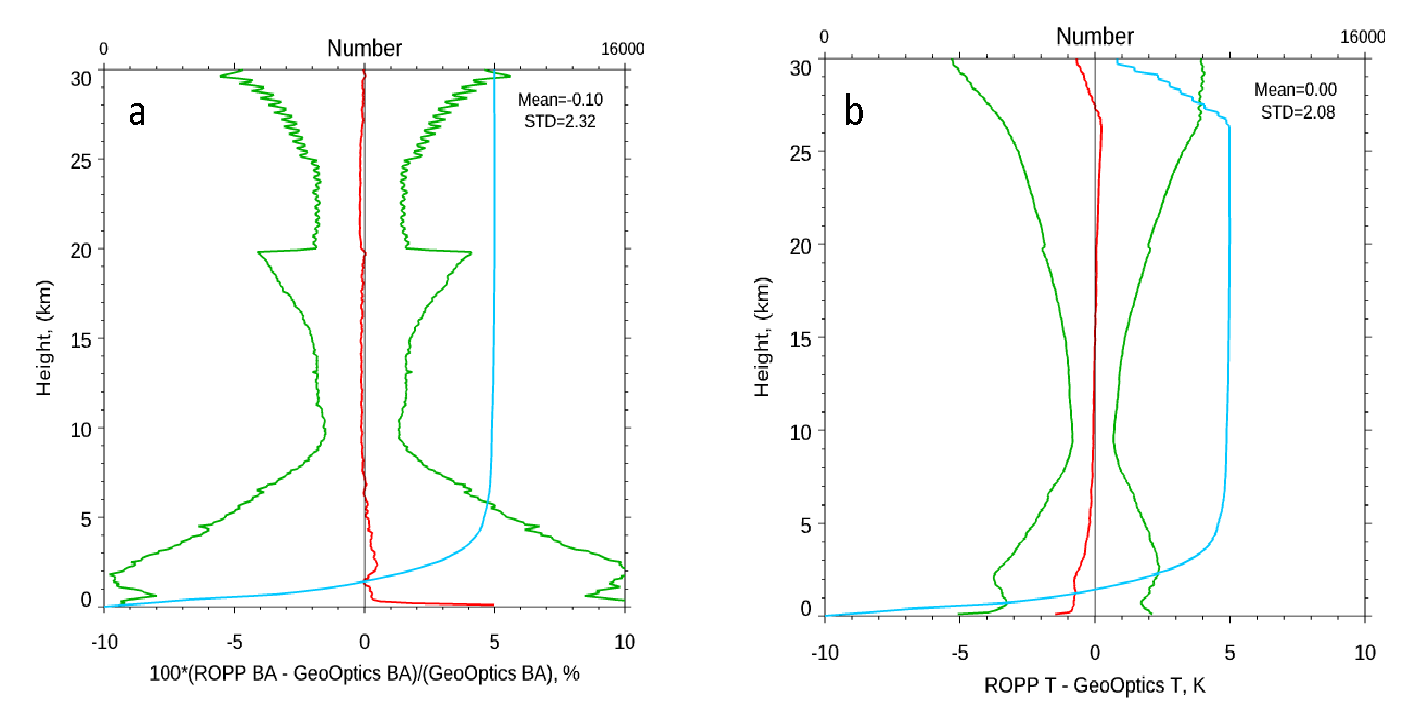 Number
0 16000
30
25
20
15
10
5
0
Height, (km)
a
Mean=-0.10
STD=2.32
-10 -5 0 5 10
100*(ROPP BA - GeoOptics BA)/(GeoOptics BA), %
Number
0 16000
30
25
20
15
10
5
0
Height, (km)
b
Mean=0.00
STD=2.08
-10 -5 0 5 10
ROPP T - GeoOptics T, K